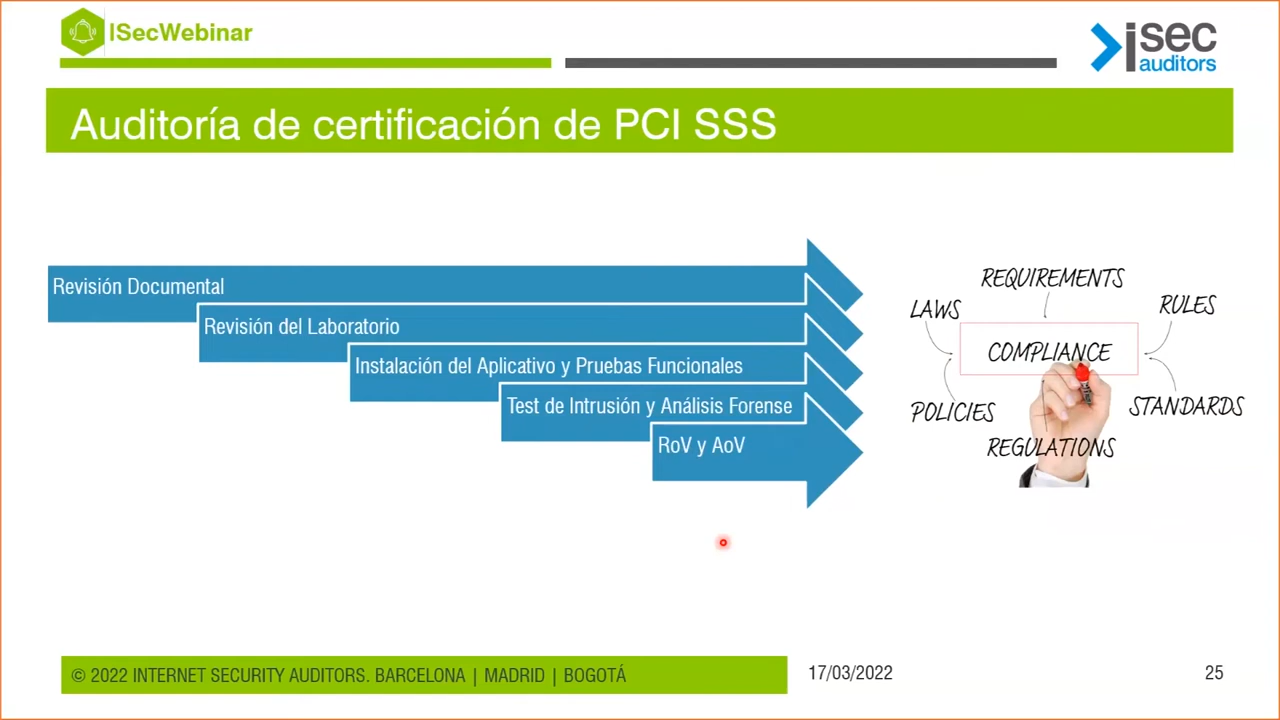 ISecWebinar
isec
auditors
Auditoría de certificación de PCI SSS
Revisión Documental
Revisión del Laboratorio
Instalación del Aplicativo y Pruebas Funcionales
Test de Intrusión y Análisis Forense
RoV y AoV
REQUIREMENTS
LAWS
RULES
COMPLIANCE
POLICIES
STANDARDS
REGULATIONS
© 2022 INTERNET SECURITY AUDITORS. BARCELONA | MADRID | BOGOTÁ
17/03/2022
25